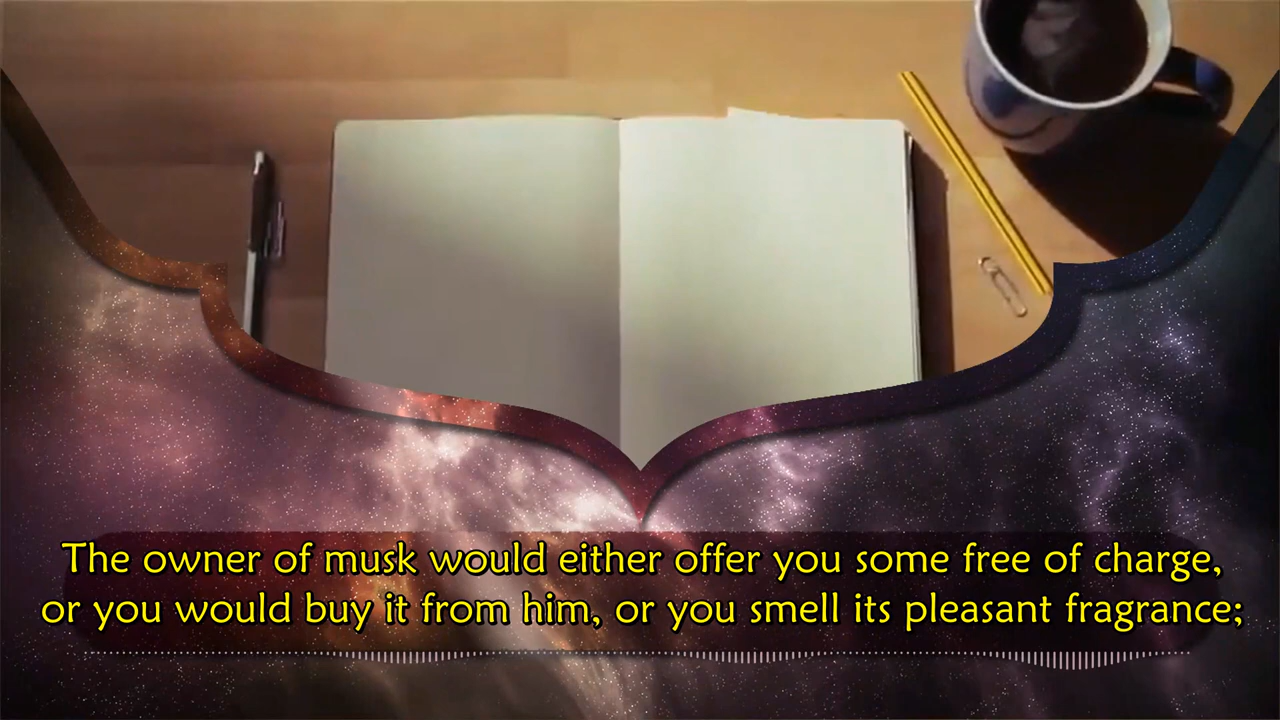 The owner of musk would either offer you some free of charge,
or you would buy it from him, or you smell its pleasant fragrance;